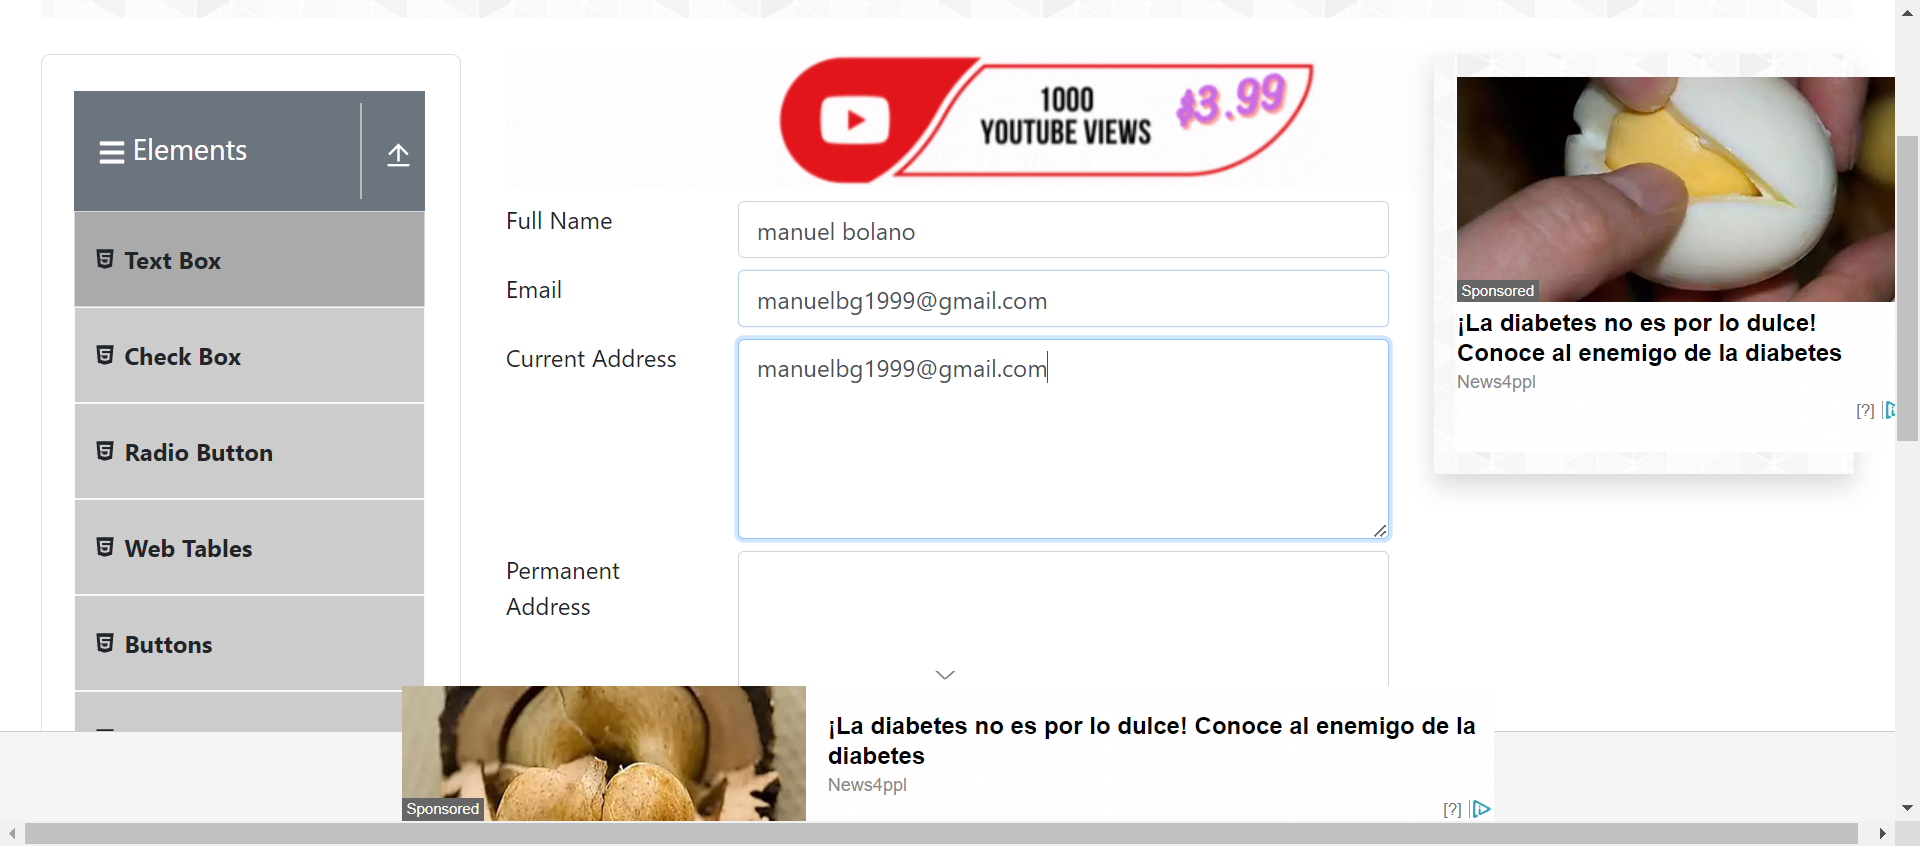 Elements
Text Box
Check Box
Radio Button
Web Tables
Buttons
1000
YOUTUBE VIEWS
$3.99
Full Name
manuel bolano
Email
manuelbg1999@gmail.com
Current Address
manuelbg1999@gmail.com
Permanent
Address
Sponsored
¡La diabetes no es por lo dulce!
Conoce al enemigo de la diabetes
News4ppl
[?]
Sponsored
¡La diabetes no es por lo dulce! Conoce al enemigo de la
diabetes
News4ppl
[?]